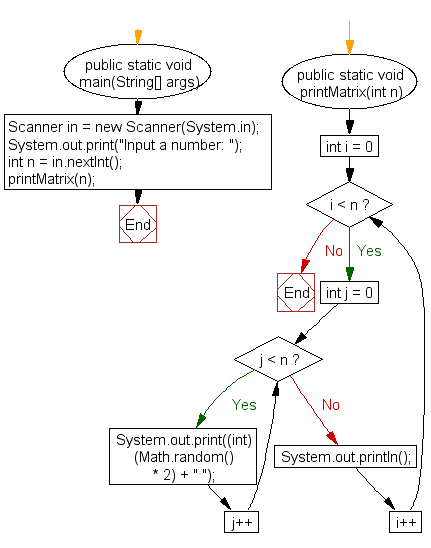 public static void
main(String[] args)
Scanner in = new Scanner(System.in);
System.out.print("Input a number: ");
int n = in.nextInt();
printMatrix(n);
End
public static void
printMatrix(int n)
int i = 0
i < n ?
No
Yes
End
int j = 0
j < n ?
Yes
No
System.out.print((int)
(Math.random()
* 2) + " ");
System.out.println();
j++
i++